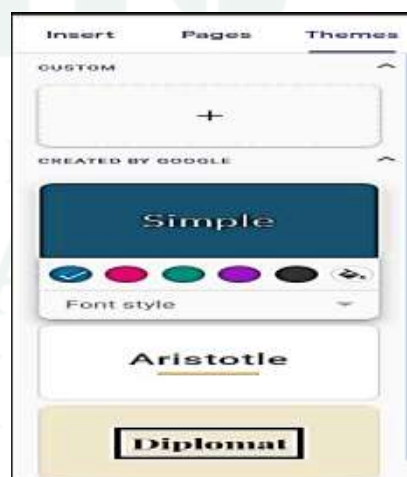 Insert Pages Themes
CUSTOM
+
CREATED BY GOOGLE
Simple
Font style
Aristotle
Diplomat